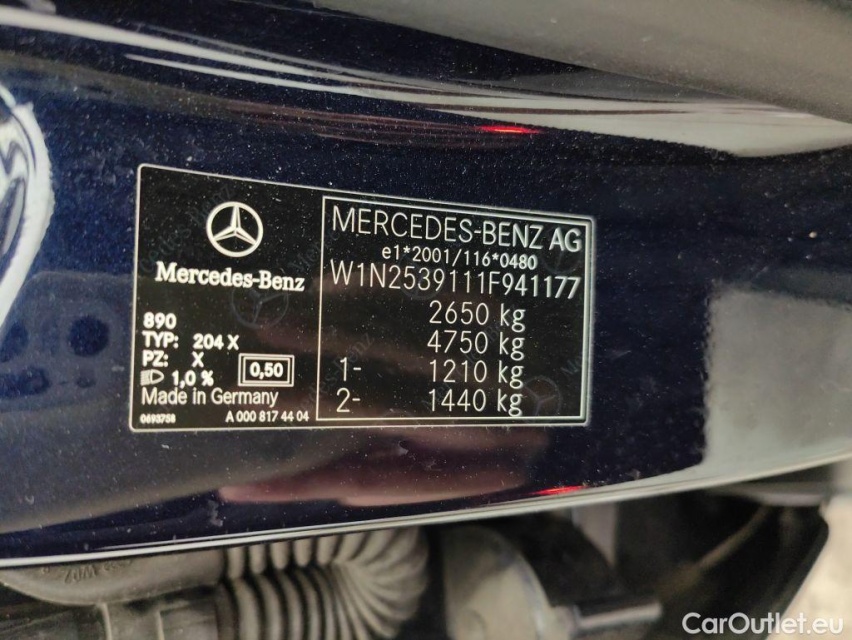 Mercedes-Benz
890
TYP: 204 X
PZ: X
1,0 %
0,50
Made in Germany
0693758
A 000 817 44 04
MERCEDES-BENZ AG
e1*2001/116*0480
W1N2539111F941177
2650 kg
4750 kg
1- 1210 kg
2- 1440 kg
CarOutlet.eu